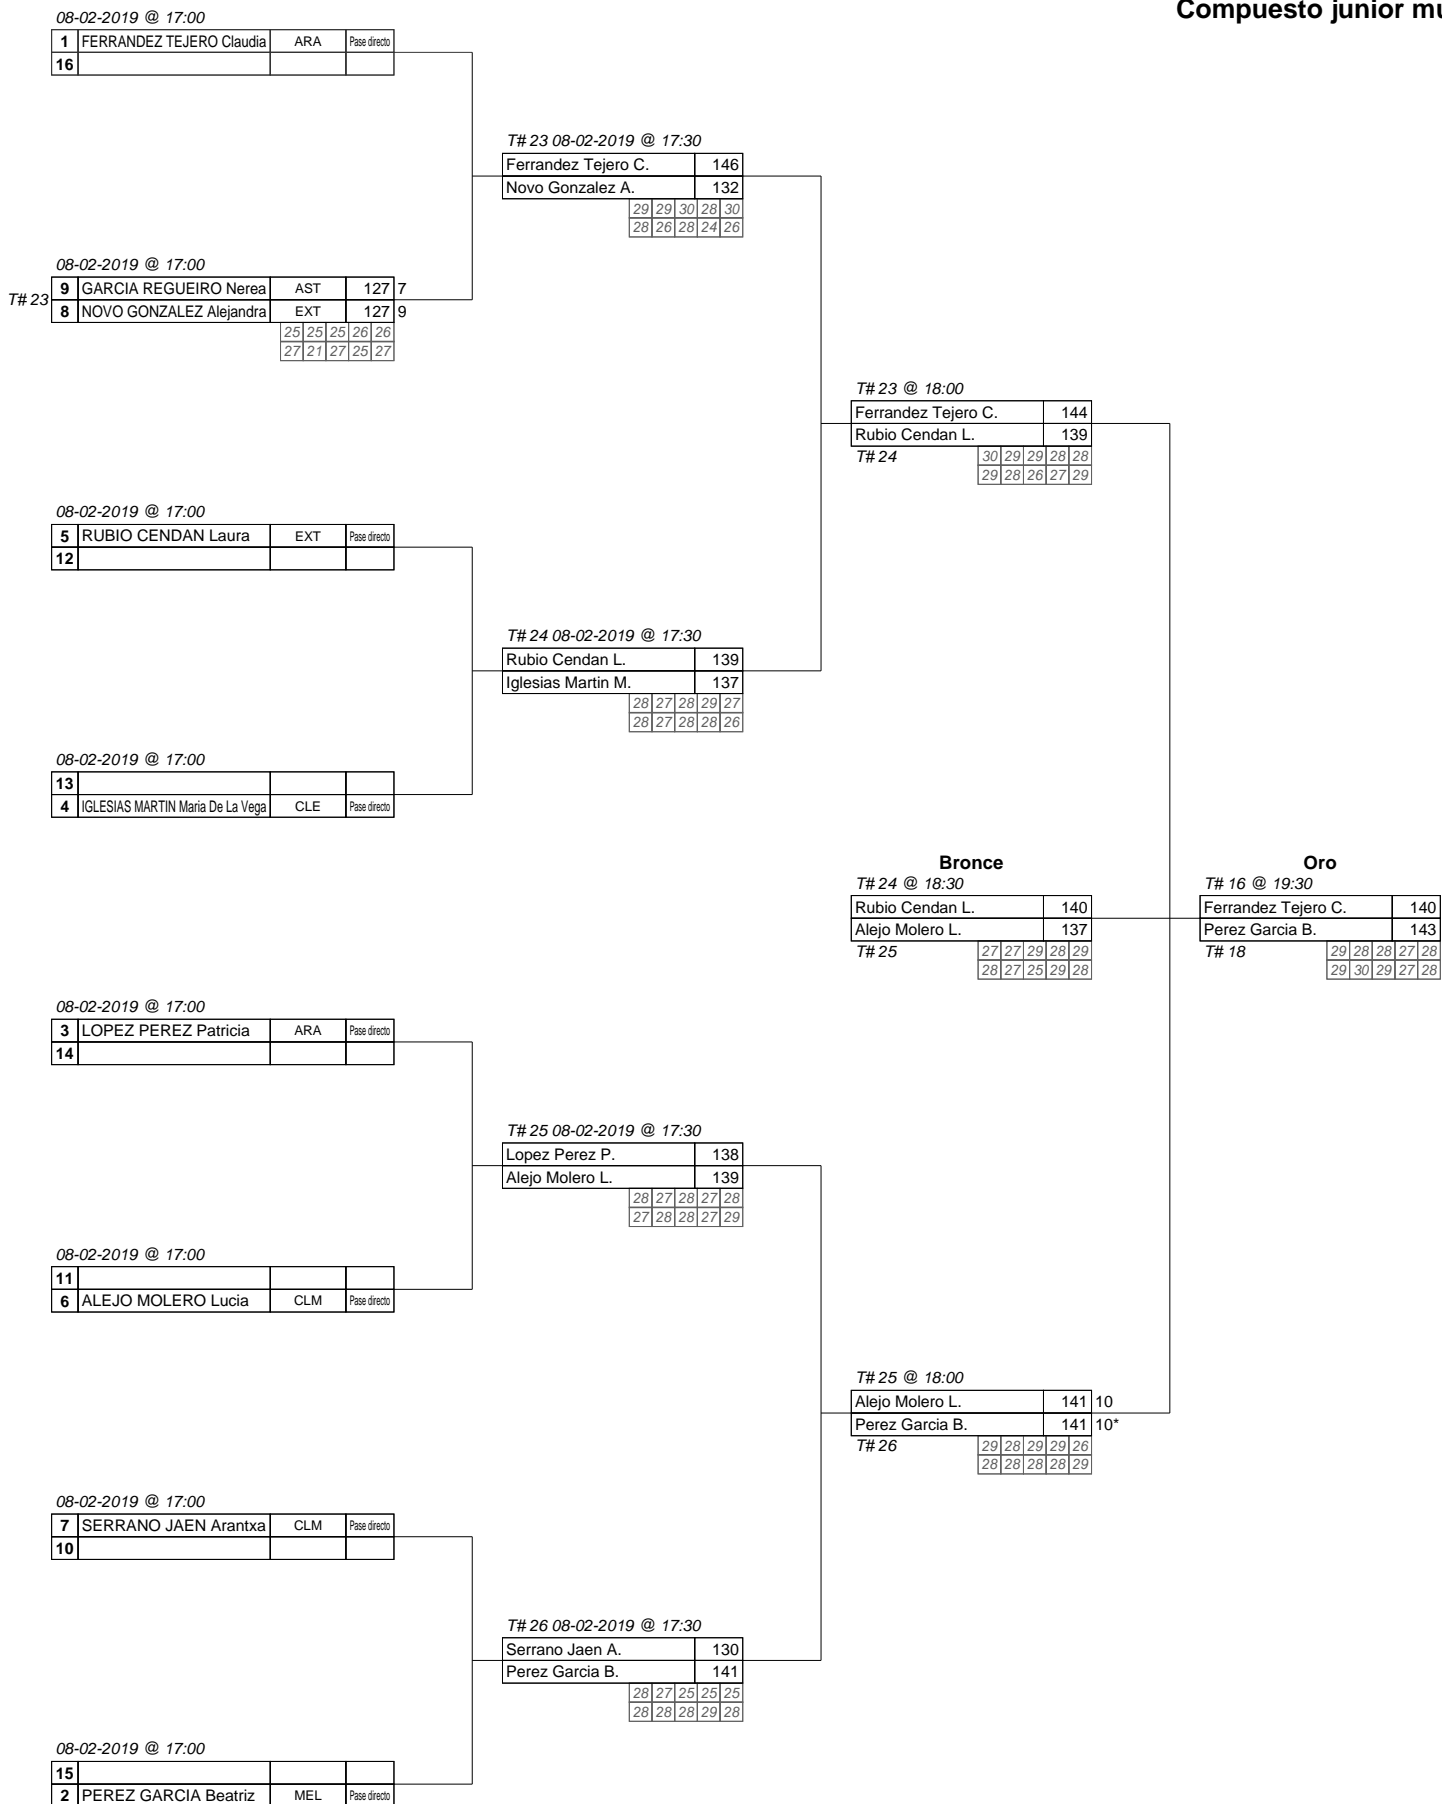 Compuesto junior mu
08-02-2019 @ 17:00
1 FERRANDEZ TEJERO Claudia ARA Pase directo
16
T# 23 08-02-2019 @ 17:30
Ferrandez Tejero C. 146
Novo Gonzalez A. 132
29 29 30 28 30
28 26 28 24 26
08-02-2019 @ 17:00
T# 23
9 GARCIA REGUEIRO Nerea AST 127 7
8 NOVO GONZALEZ Alejandra EXT 127 9
25 25 25 26 26
27 21 27 25 27
T# 23 @ 18:00
Ferrandez Tejero C. 144
Rubio Cendan L. 139
T# 24 30 29 29 28 28
29 28 26 27 29
08-02-2019 @ 17:00
5 RUBIO CENDAN Laura EXT Pase directo
12
T# 24 08-02-2019 @ 17:30
Rubio Cendan L. 139
Iglesias Martin M. 137
28 27 28 29 27
28 27 28 28 26
08-02-2019 @ 17:00
13
4 IGLESIAS MARTIN Maria De La Vega CLE Pase directo
Bronce
T# 24 @ 18:30
Rubio Cendan L. 140
Alejo Molero L. 137
T# 25 27 27 29 28 29
28 27 25 29 28
Oro
T# 16 @ 19:30
Ferrandez Tejero C. 140
Perez Garcia B. 143
T# 18 29 28 28 27 28
29 30 29 27 28
08-02-2019 @ 17:00
3 LOPEZ PEREZ Patricia ARA Pase directo
14
T# 25 08-02-2019 @ 17:30
Lopez Perez P. 138
Alejo Molero L. 139
28 27 28 27 28
27 28 28 27 29
08-02-2019 @ 17:00
11
6 ALEJO MOLERO Lucia CLM Pase directo
T# 25 @ 18:00
Alejo Molero L. 141 10
Perez Garcia B. 141 10*
T# 26 29 28 29 29 26
28 28 28 28 29
08-02-2019 @ 17:00
7 SERRANO JAEN Arantxa CLM Pase directo
10
T# 26 08-02-2019 @ 17:30
Serrano Jaen A. 130
Perez Garcia B. 141
28 27 25 25 25
28 28 28 29 28
08-02-2019 @ 17:00
15
2 PEREZ GARCIA Beatriz MEL Pase directo